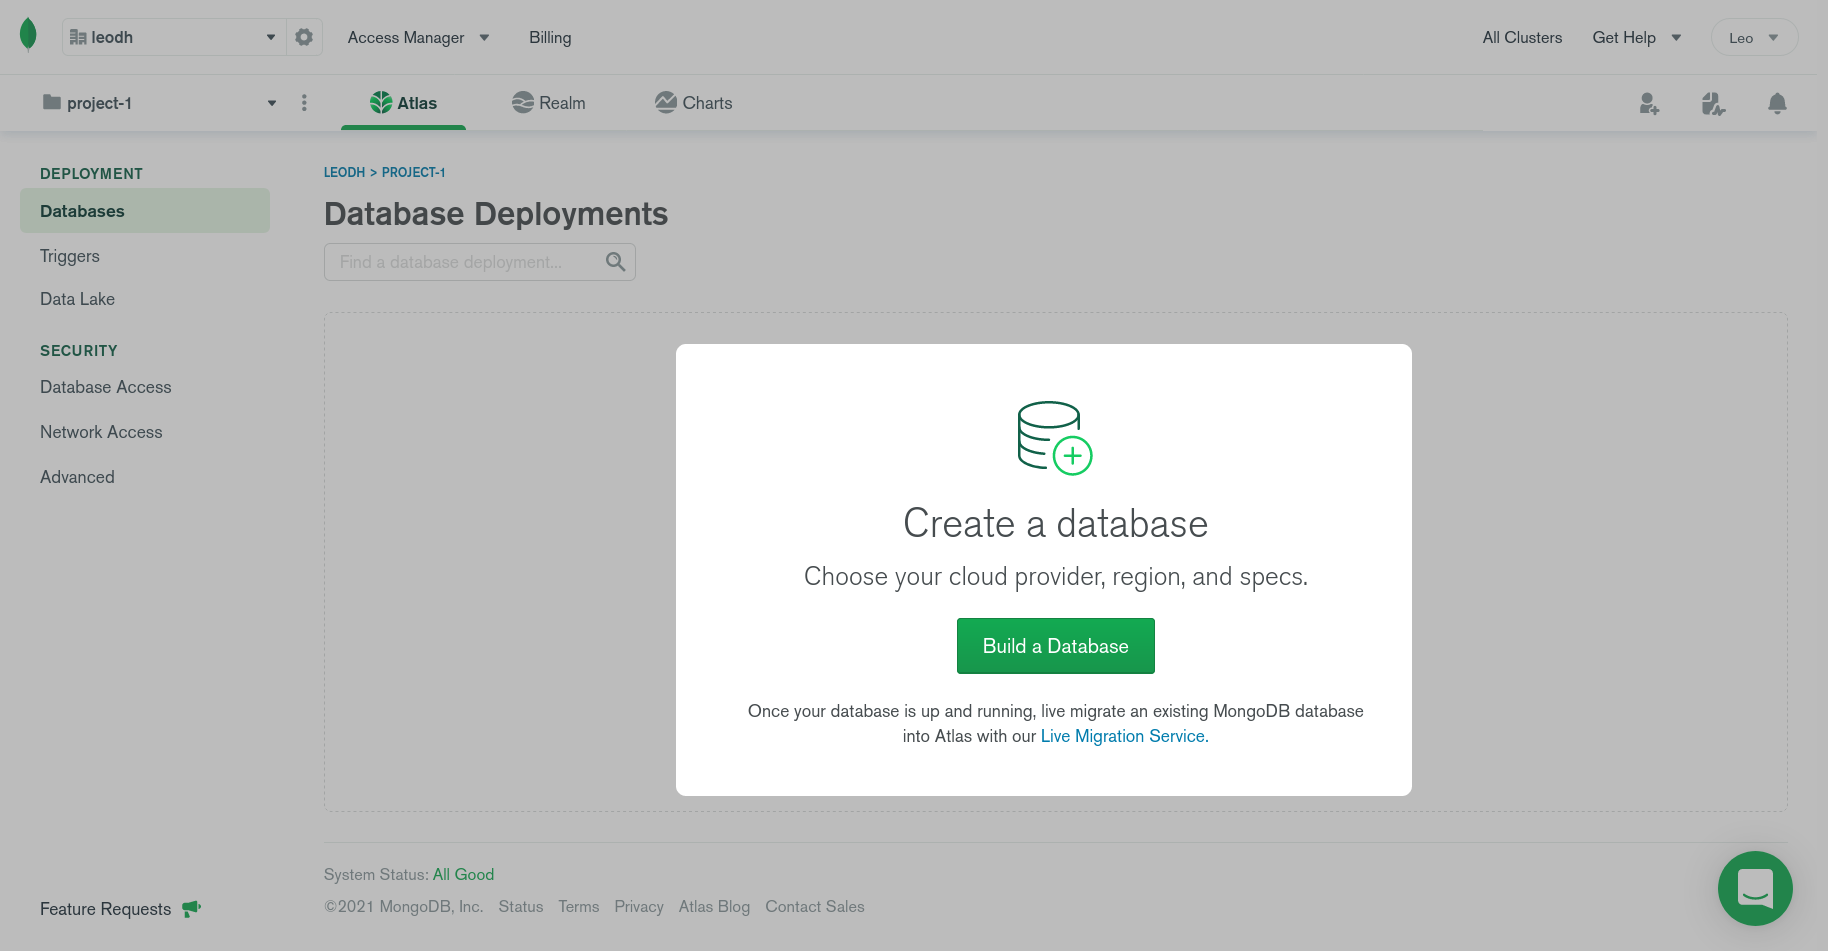 leodh
Access Manager
Billing
All Clusters
Get Help
Leo
project-1
Atlas
Realm
Charts
DEPLOYMENT
Databases
Triggers
Data Lake
SECURITY
Database Access
Network Access
Advanced
Feature Requests
LEODH > PROJECT-1
Database Deployments
Find a database deployment...
Create a database
Choose your cloud provider, region, and specs.
Build a Database
Once your database is up and running, live migrate an existing MongoDB database
into Atlas with our Live Migration Service.
System Status: All Good
©2021 MongoDB, Inc. Status Terms Privacy Atlas Blog Contact Sales